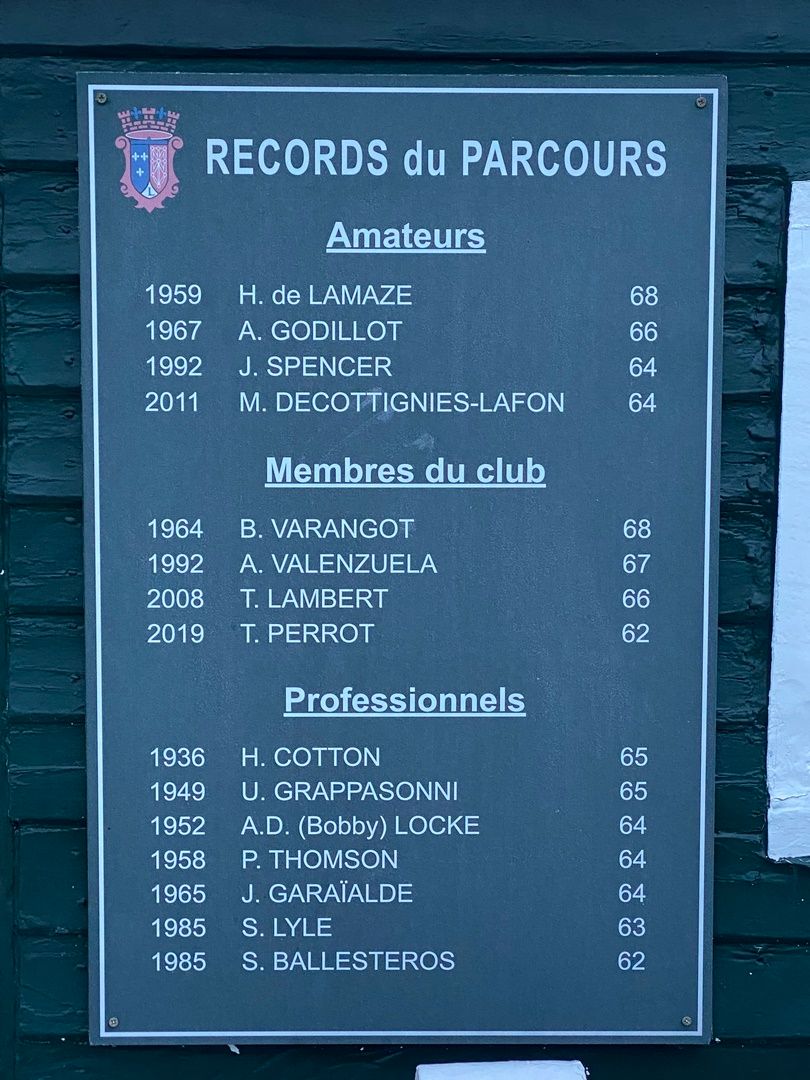 RECORDS du PARCOURS
Amateurs
1959 H. de LAMAZE 68
1967 A. GODILLOT 66
1992 J. SPENCER 64
2011 M. DECOTTIGNIES-LAFON 64
Membres du club
1964 B. VARANGOT 68
1992 A. VALENZUELA 67
2008 T. LAMBERT 66
2019 T. PERROT 62
Professionnels
1936 H. COTTON 65
1949 U. GRAPPASONNI 65
1952 A.D. (Bobby) LOCKE 64
1958 P. THOMSON 64
1965 J. GARAÏALDE 64
1985 S. LYLE 63
1985 S. BALLESTEROS 62